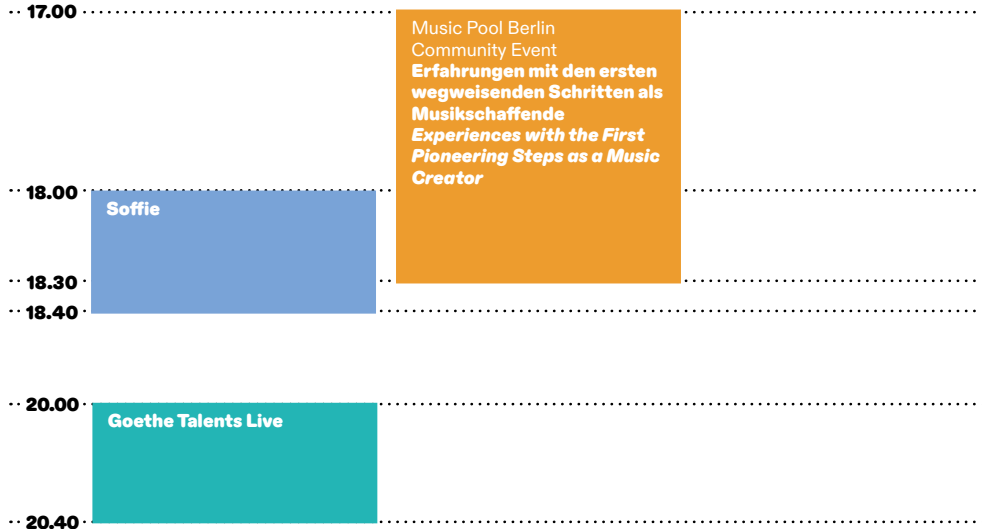 17.00
Music Pool Berlin
Community Event
Erfahrungen mit den ersten
wegweisenden Schritten als
Musikschaffende
Experiences with the First
Pioneering Steps as a Music
Creator
18.00
Soffie
18.30
18.40
20.00
Goethe Talents Live
20.40